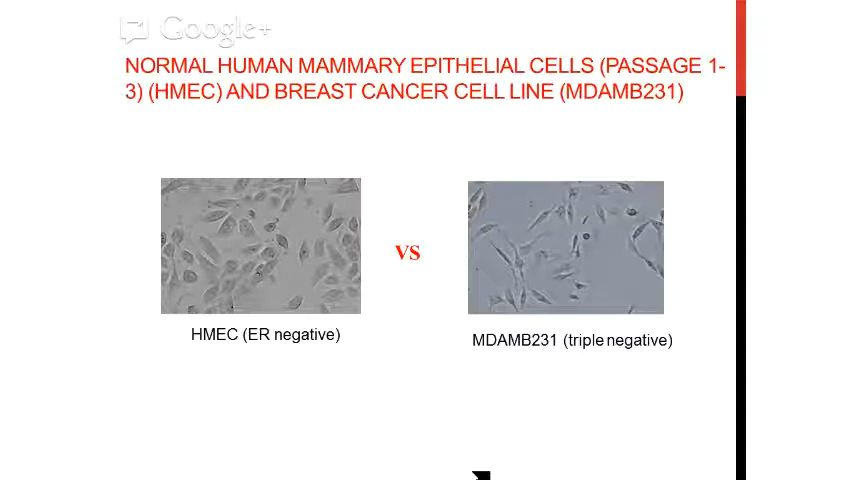 Google+
NORMAL HUMAN MAMMARY EPITHELIAL CELLS (PASSAGE 1-
3) (HMEC) AND BREAST CANCER CELL LINE (MDAMB231)
VS
HMEC (ER negative)
MDAMB231 (triple negative)